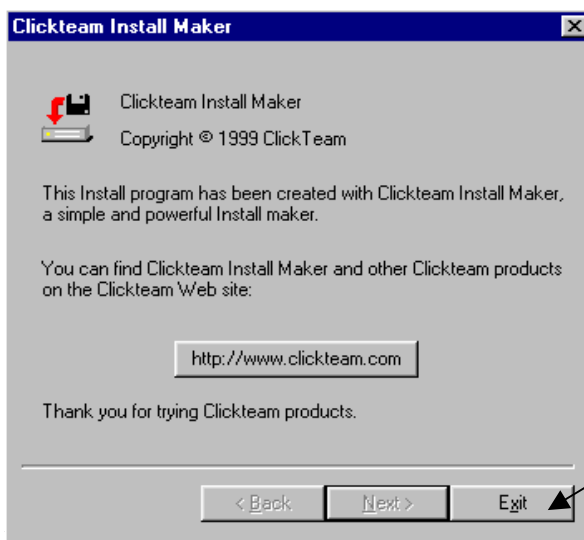 Clickteam Install Maker
Clickteam Install Maker
Copyright © 1999 ClickTeam
This Install program has been created with Clickteam Install Maker,
a simple and powerful Install maker.
You can find Clickteam Install Maker and other Clickteam products
on the Clickteam Web site:
http://www.clickteam.com
Thank you for trying Clickteam products.
< Back Next > Exit